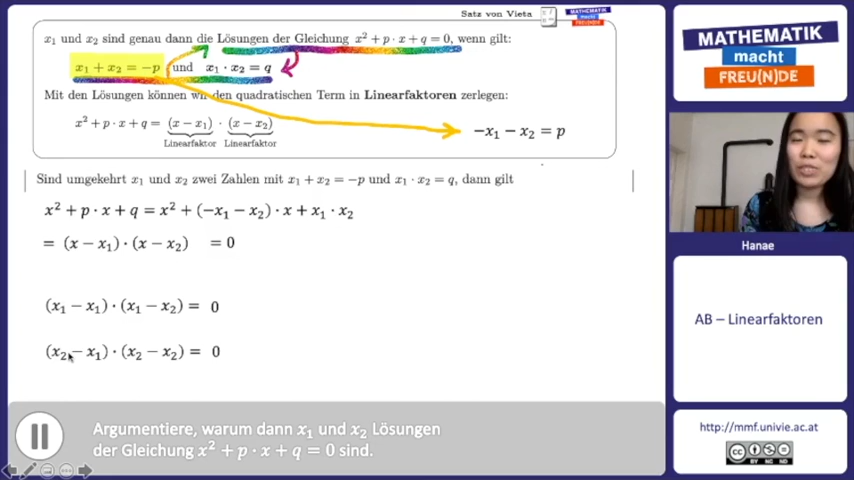 Satz von Vieta
MATHEMATIK
macht
FREU(N)DE
x₁ und x₂ sind genau dann die Lösungen der Gleichung x² + p · x + q = 0, wenn gilt:
x₁ + x₂ = −p und x₁ · x₂ = q
Mit den Lösungen können wir den quadratischen Term in Linearfaktoren zerlegen:
x² + p · x + q = (x − x₁) · (x − x₂)
Linearfaktor Linearfaktor
−x₁ − x₂ = p
Sind umgekehrt x₁ und x₂ zwei Zahlen mit x₁ + x₂ = −p und x₁ · x₂ = q, dann gilt
x² + p · x + q = x² + (−x₁ − x₂) · x + x₁ · x₂
= (x − x₁) · (x − x₂) = 0
(x₁ − x₁) · (x₁ − x₂) = 0
(x₂ − x₁) · (x₂ − x₂) = 0
Argumentiere, warum dann x₁ und x₂ Lösungen
der Gleichung x² + p · x + q = 0 sind.
MATHEMATIK
macht
FREU(N)DE
Hanae
AB – Linearfaktoren
http://mmf.univie.ac.at
cc
BY NC ND